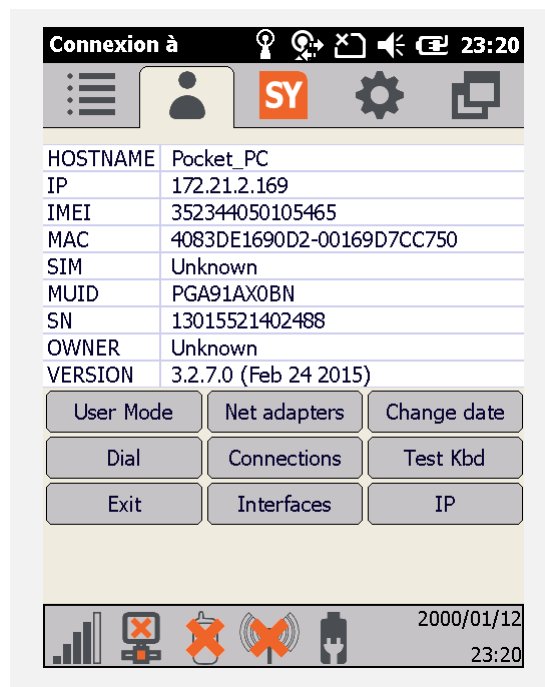 Connexion à 23:20
SY
HOSTNAME Pocket_PC
IP 172.21.2.169
IMEI 352344050105465
MAC 4083DE1690D2-00169D7CC750
SIM Unknown
MUID PGA91AX0BN
SN 13015521402488
OWNER Unknown
VERSION 3.2.7.0 (Feb 24 2015)
User Mode Net adapters Change date
Dial Connections Test Kbd
Exit Interfaces IP
2000/01/12
23:20